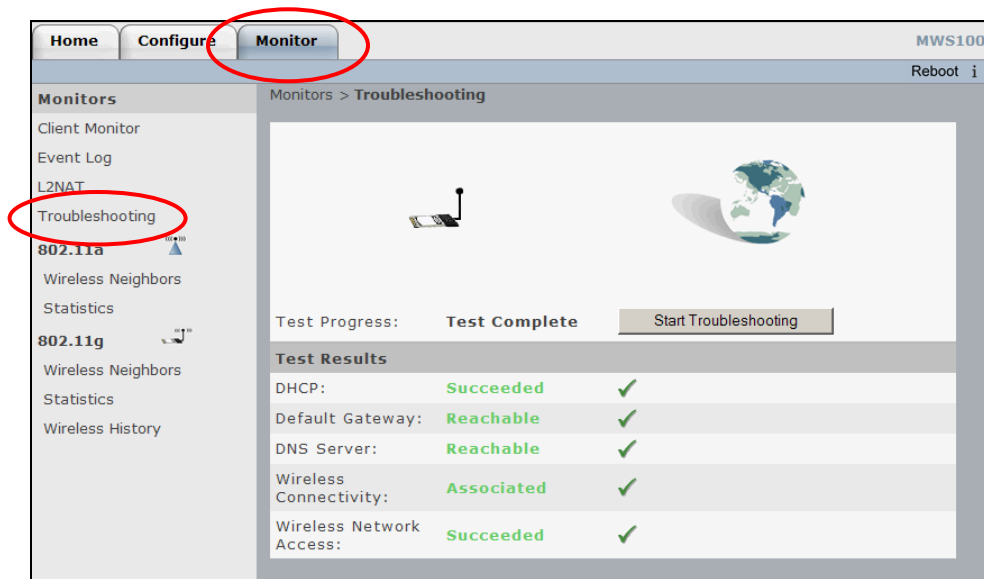 Home Configure Monitor MWS100
Reboot i
Monitors
Client Monitor
Event Log
L2NAT
Troubleshooting
802.11a
Wireless Neighbors
Statistics
802.11g
Wireless Neighbors
Statistics
Wireless History
Monitors > Troubleshooting
Test Progress: Test Complete Start Troubleshooting
Test Results
DHCP: Succeeded
Default Gateway: Reachable
DNS Server: Reachable
Wireless
Connectivity: Associated
Wireless Network
Access: Succeeded